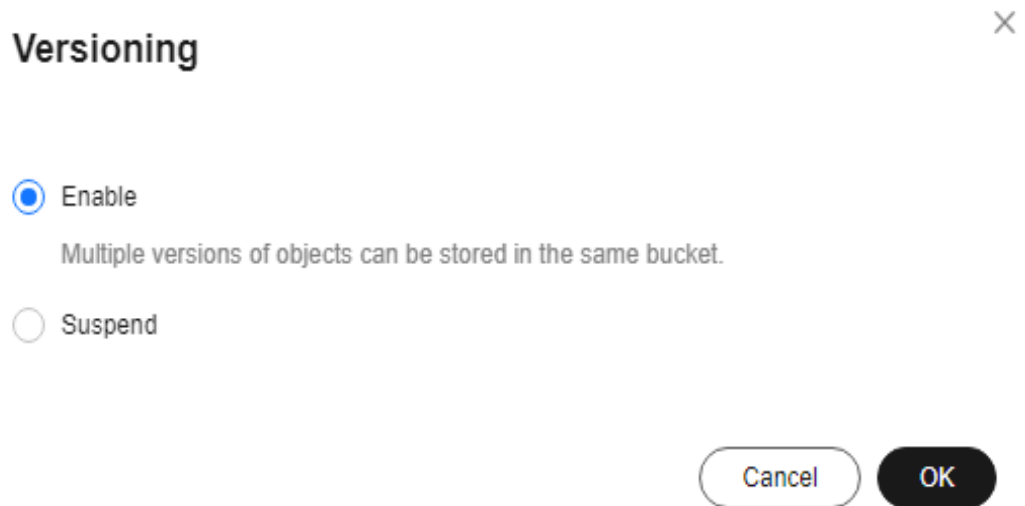 Versioning
Enable
Multiple versions of objects can be stored in the same bucket.
Suspend
Cancel
OK